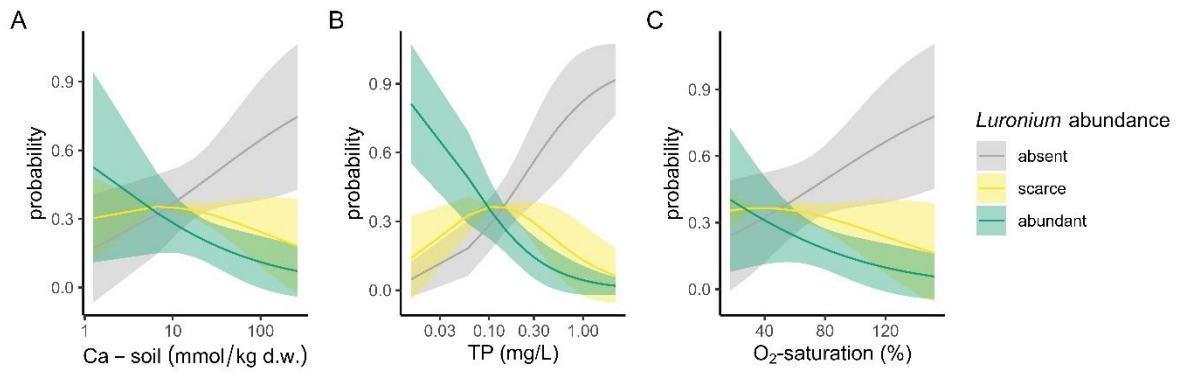 A
B
C
probability
0.9
0.6
0.3
0.0
1
10
100
Ca – soil (mmol/kg d.w.)
probability
0.9
0.6
0.3
0.0
0.03
0.10
0.30
1.00
TP (mg/L)
probability
0.9
0.6
0.3
0.0
40
80
120
O₂-saturation (%)
Luronium abundance
absent
scarce
abundant